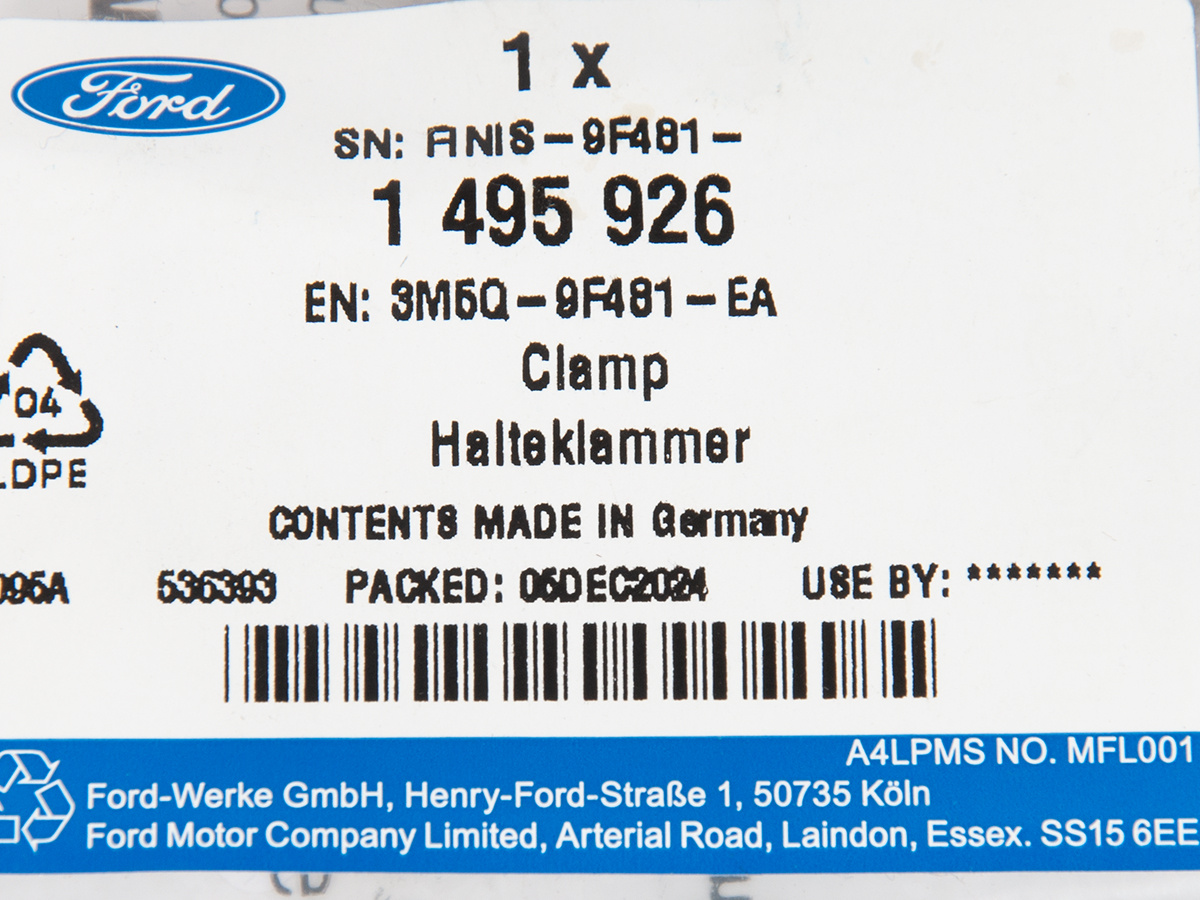 Ford
1 x
SN: ANIS-9F481-
1 495 926
EN: 3M5Q-9F481-EA
Clamp
Halteklammer
04
LDPE
CONTENTS MADE IN Germany
095A 536393 PACKED: 05DEC2024 USE BY: *******
A4LPMS NO. MFL001
Ford-Werke GmbH, Henry-Ford-Straße 1, 50735 Köln
Ford Motor Company Limited, Arterial Road, Laindon, Essex. SS15 6EE